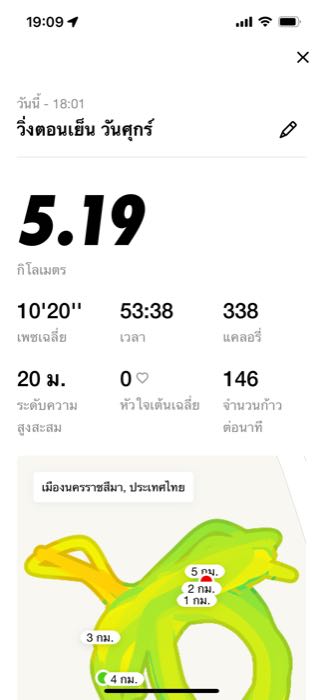 19:09
วันนี้ - 18:01
วิ่งตอนเย็น วันศุกร์
5.19
กิโลเมตร
10'20'' 53:38 338
เพซเฉลี่ย เวลา แคลอรี่
20 ม. 0 146
ระดับความ หัวใจเต้นเฉลี่ย จำนวนก้าว
สูงสะสม ต่อนาที
เมืองนครราชสีมา, ประเทศไทย
5 กม.
2 กม.
1 กม.
3 กม.
4 กม.